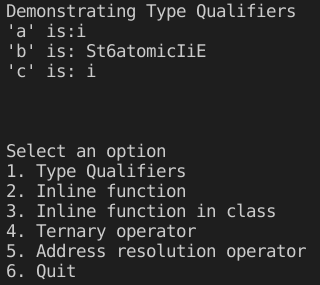 Demonstrating Type Qualifiers
'a' is:i
'b' is: St6atomicIiE
'c' is: i
Select an option
1. Type Qualifiers
2. Inline function
3. Inline function in class
4. Ternary operator
5. Address resolution operator
6. Quit